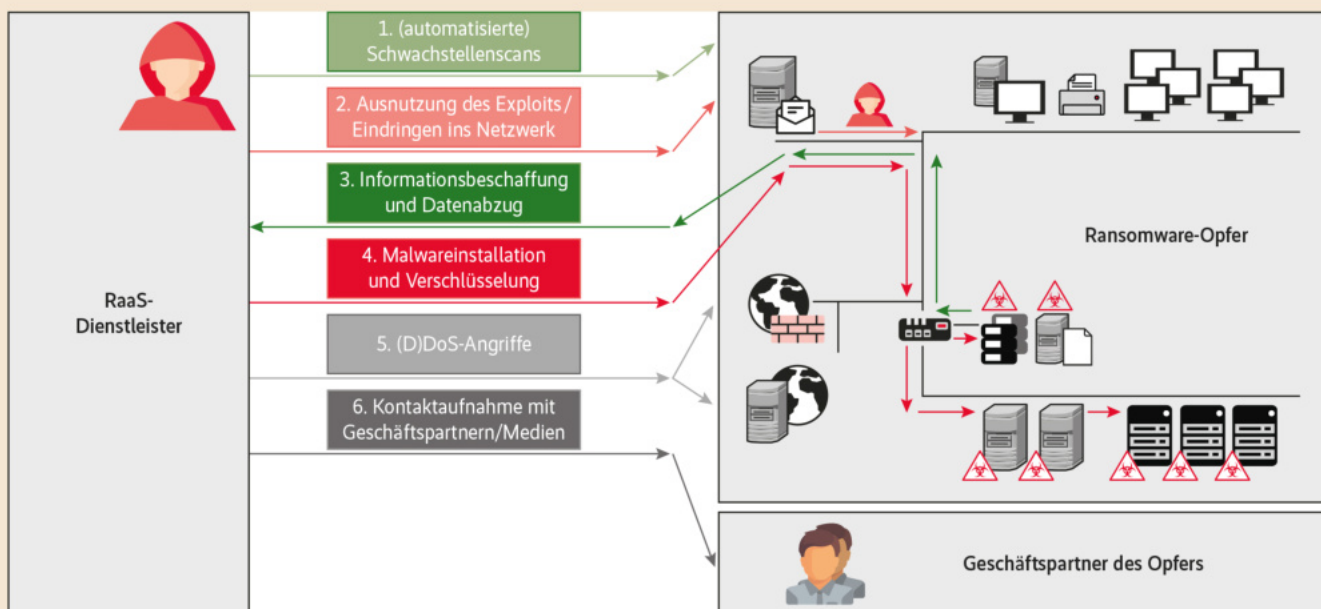 1. (automatisierte)
Schwachstellenscans
2. Ausnutzung des Exploits/
Eindringen ins Netzwerk
3. Informationsbeschaffung
und Datenabzug
4. Malwareinstallation
und Verschlüsselung
5. (D)DoS-Angriffe
6. Kontaktaufnahme mit
Geschäftspartnern/Medien
RaaS-
Dienstleister
Ransomware-Opfer
Geschäftspartner des Opfers